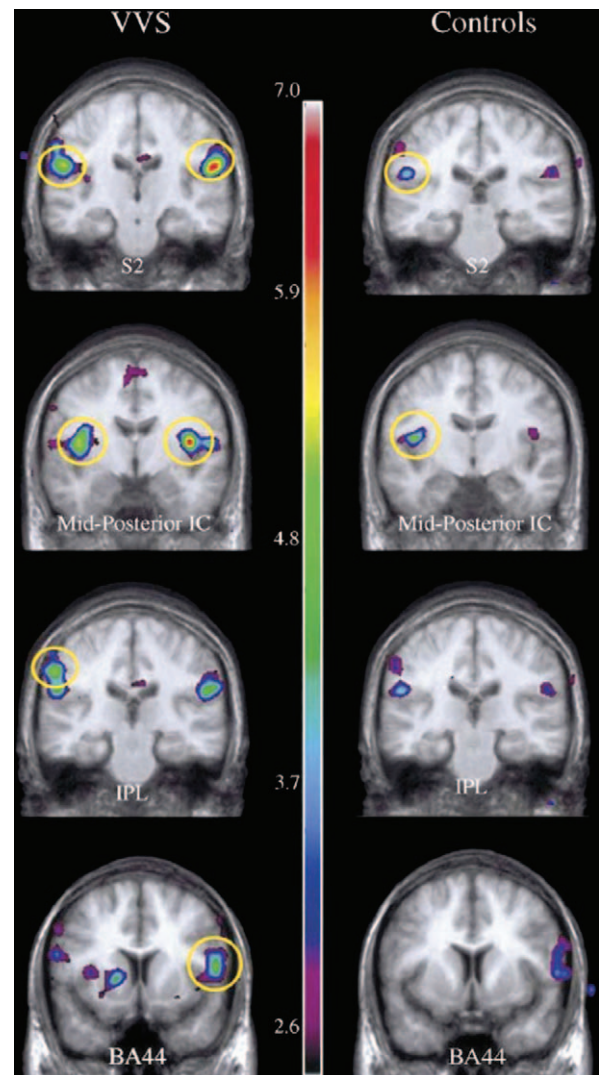 VVS Controls
7.0
S2 S2
5.9
Mid-Posterior IC Mid-Posterior IC
4.8
3.7
IPL IPL
2.6
BA44 BA44